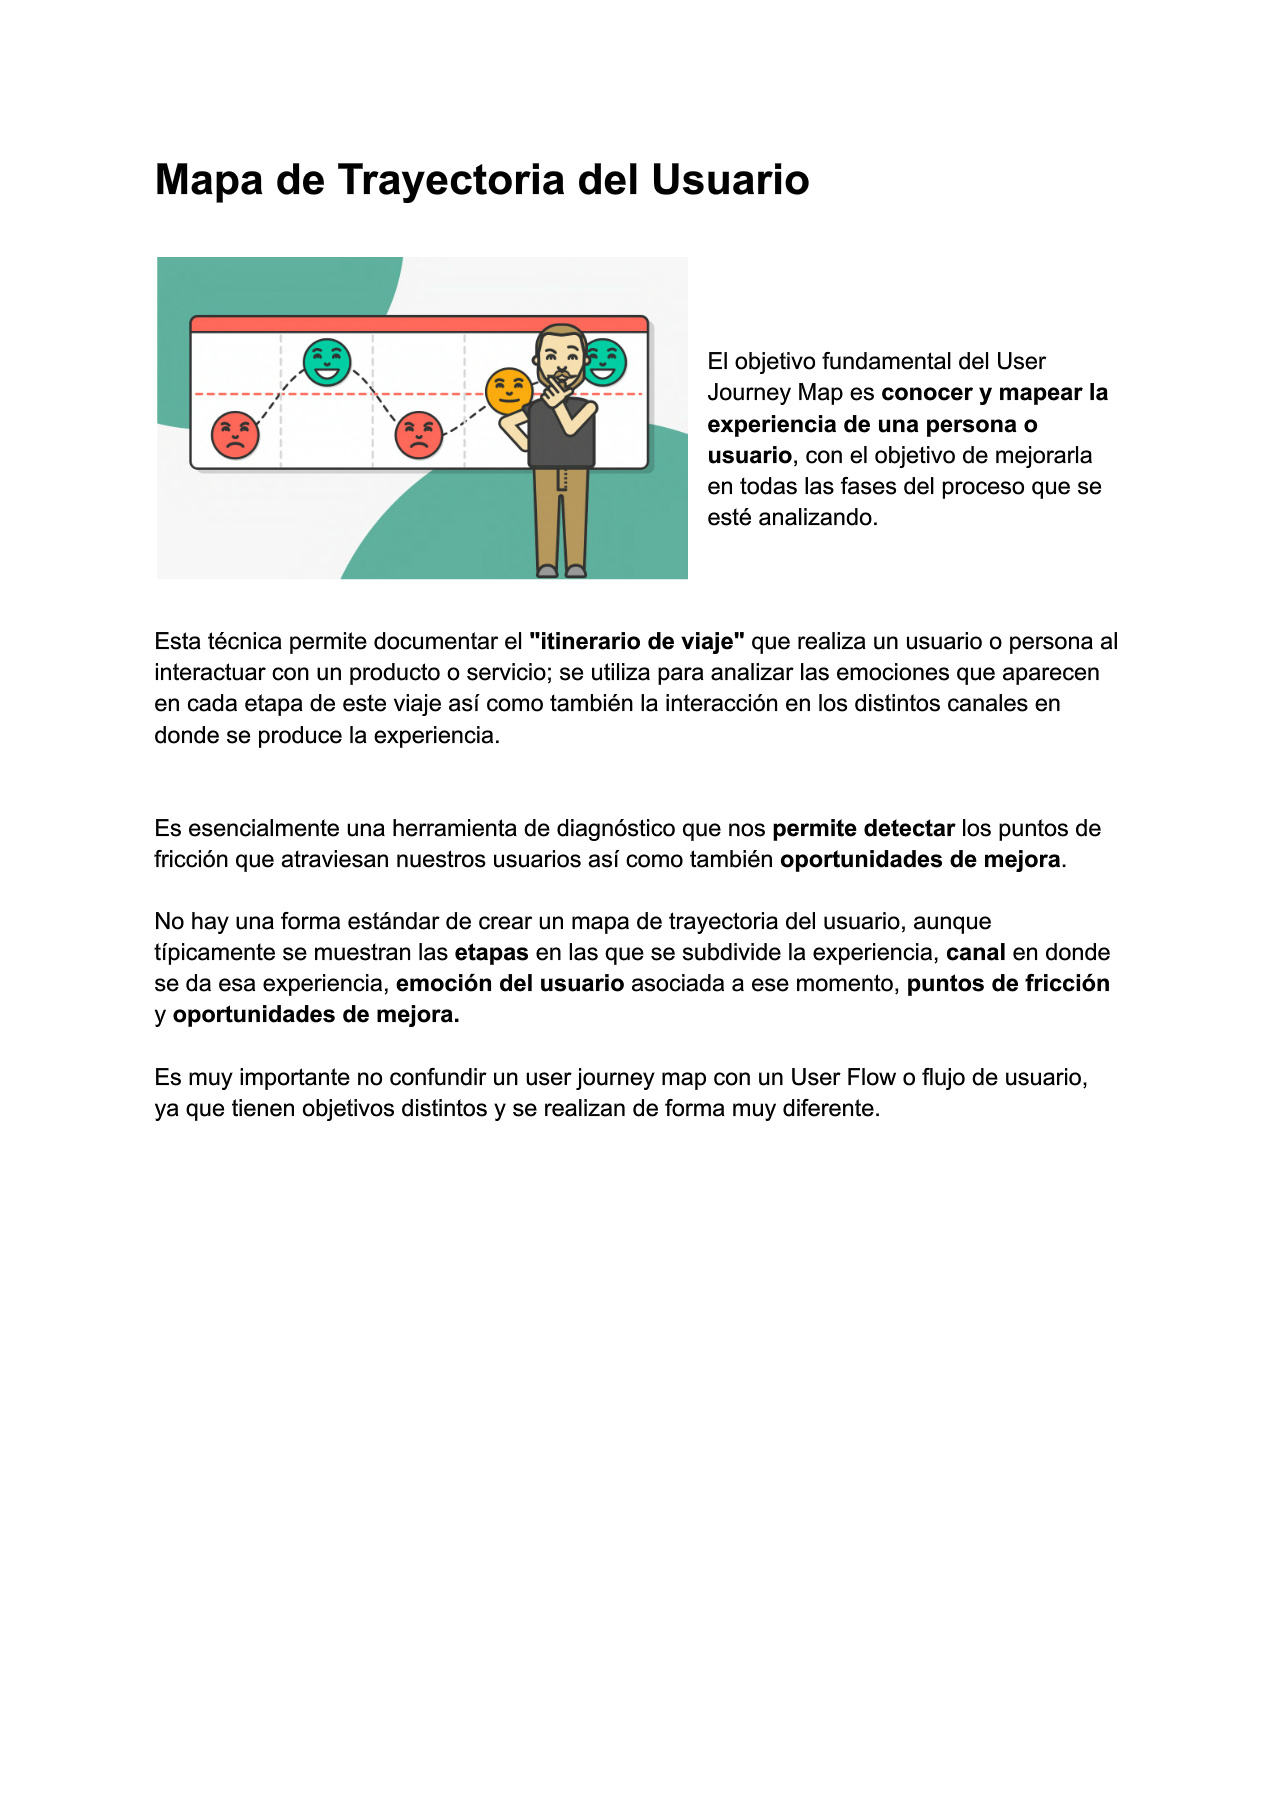 Mapa de Trayectoria del Usuario
El objetivo fundamental del User
Journey Map es conocer y mapear la
experiencia de una persona o
usuario, con el objetivo de mejorarla
en todas las fases del proceso que se
esté analizando.
Esta técnica permite documentar el "itinerario de viaje" que realiza un usuario o persona al
interactuar con un producto o servicio; se utiliza para analizar las emociones que aparecen
en cada etapa de este viaje así como también la interacción en los distintos canales en
donde se produce la experiencia.
Es esencialmente una herramienta de diagnóstico que nos permite detectar los puntos de
fricción que atraviesan nuestros usuarios así como también oportunidades de mejora.
No hay una forma estándar de crear un mapa de trayectoria del usuario, aunque
típicamente se muestran las etapas en las que se subdivide la experiencia, canal en donde
se da esa experiencia, emoción del usuario asociada a ese momento, puntos de fricción
y oportunidades de mejora.
Es muy importante no confundir un user journey map con un User Flow o flujo de usuario,
ya que tienen objetivos distintos y se realizan de forma muy diferente.